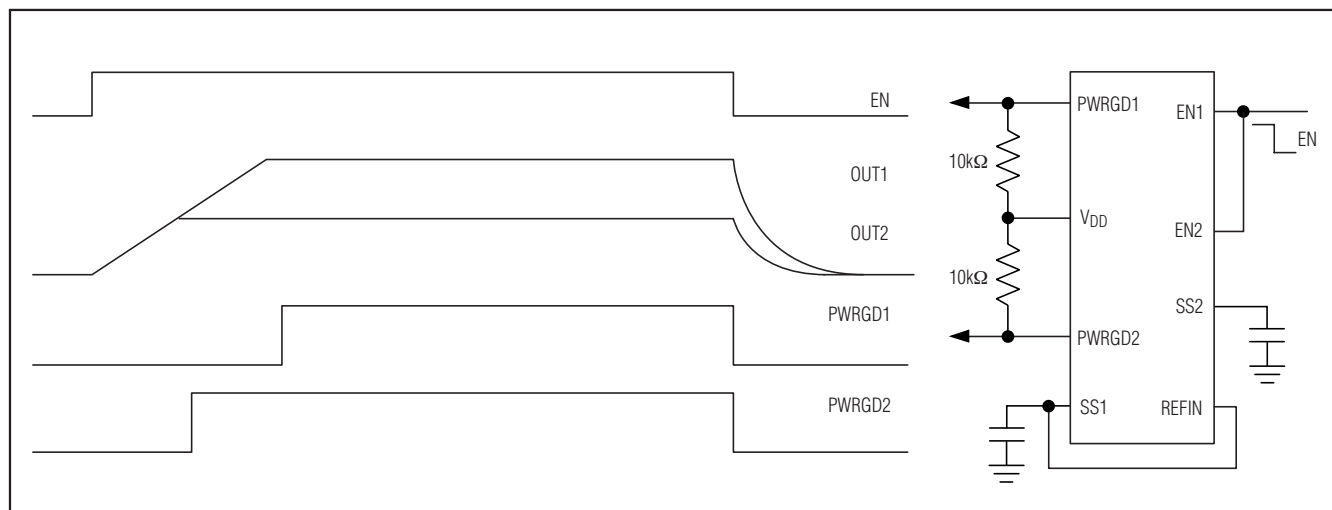 EN
OUT1
OUT2
PWRGD1
PWRGD2
PWRGD1
EN1
EN
10kΩ
VDD
EN2
10kΩ
SS2
PWRGD2
SS1
REFIN